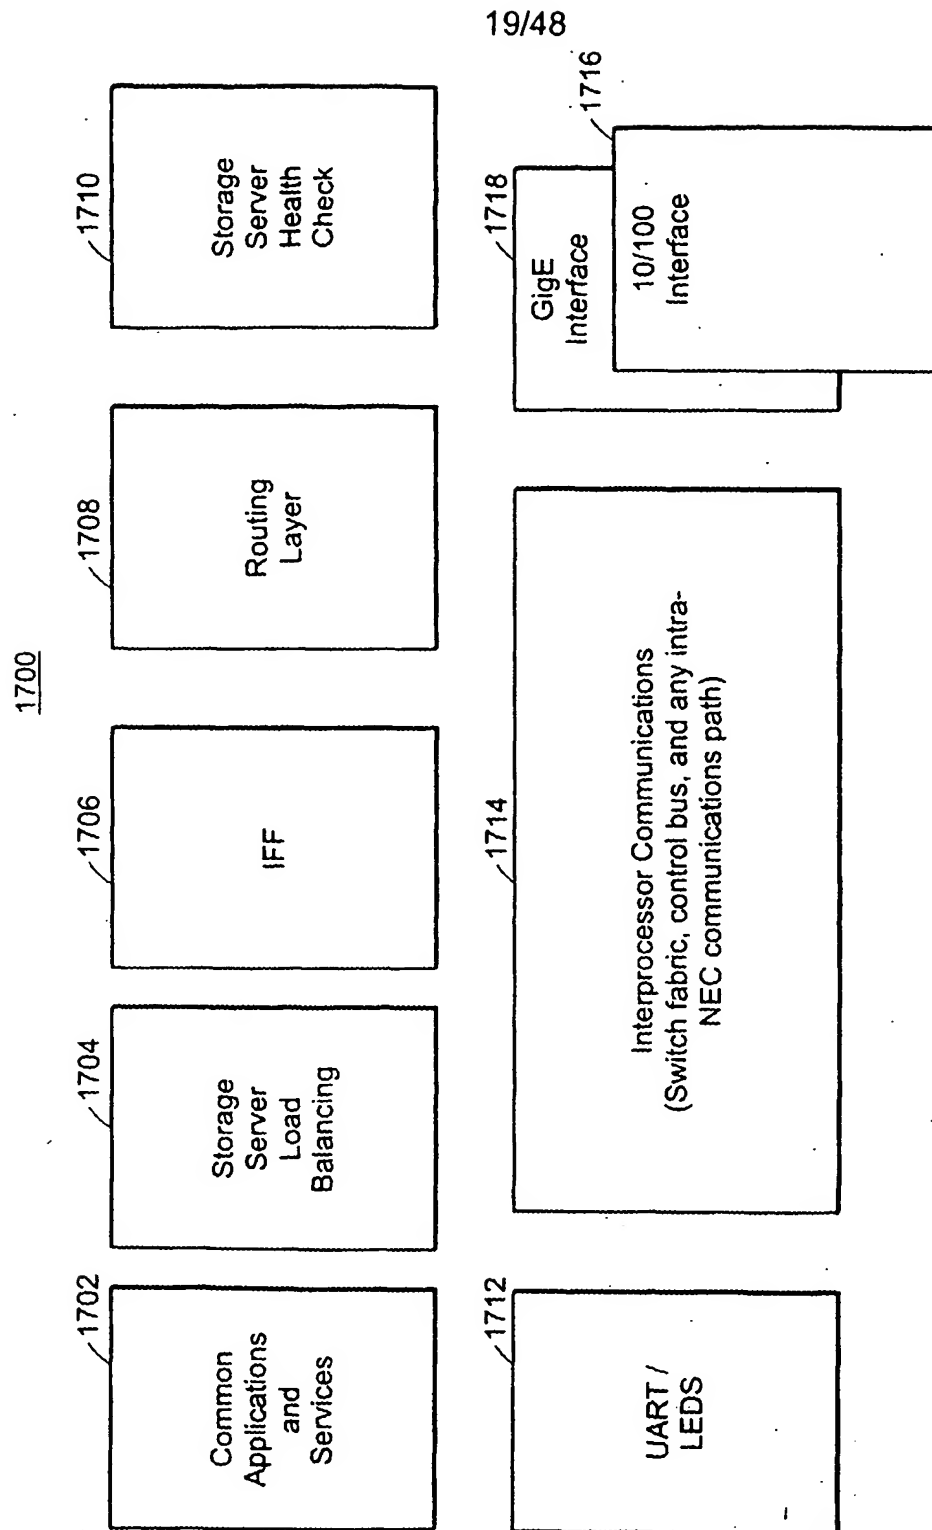 19/48
1700
1702
Common
Applications
and
Services
1704
Storage
Server
Load
Balancing
1706
IFF
1708
Routing
Layer
1710
Storage
Server
Health
Check
1712
UART /
LEDS
1714
Interprocessor Communications
(Switch fabric, control bus, and any intra-
NEC communications path)
1718
GigE
Interface
1716
10/100
Interface